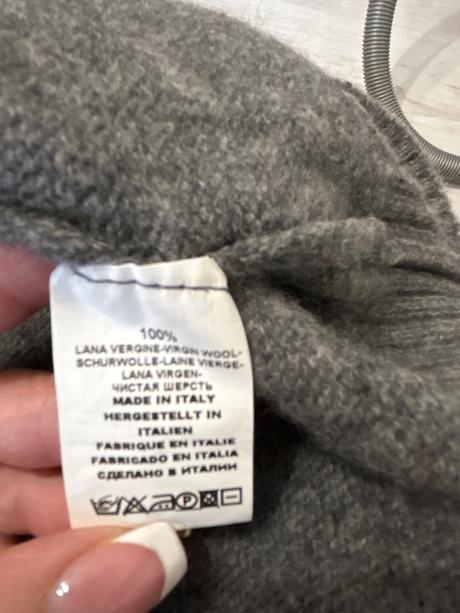 100%
LANA VERGINE-VIRGIN WOOL-
SCHURWOLLE-LAINE VIERGE-
LANA VIRGEN-
ЧИСТАЯ ШЕРСТЬ
MADE IN ITALY
HERGESTELLT IN
ITALIEN
FABRIQUE EN ITALIE
FABRICADO EN ITALIA
СДЕЛАНО В ИТАЛИИ
P